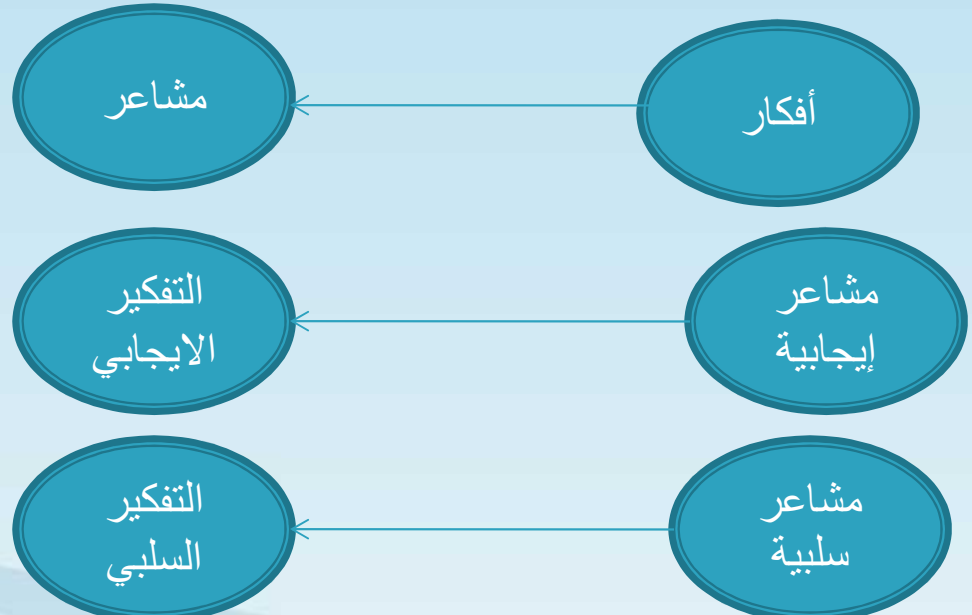 أفكار
مشاعر
مشاعر
إيجابية
التفكير
الايجابي
مشاعر
سلبية
التفكير
السلبي